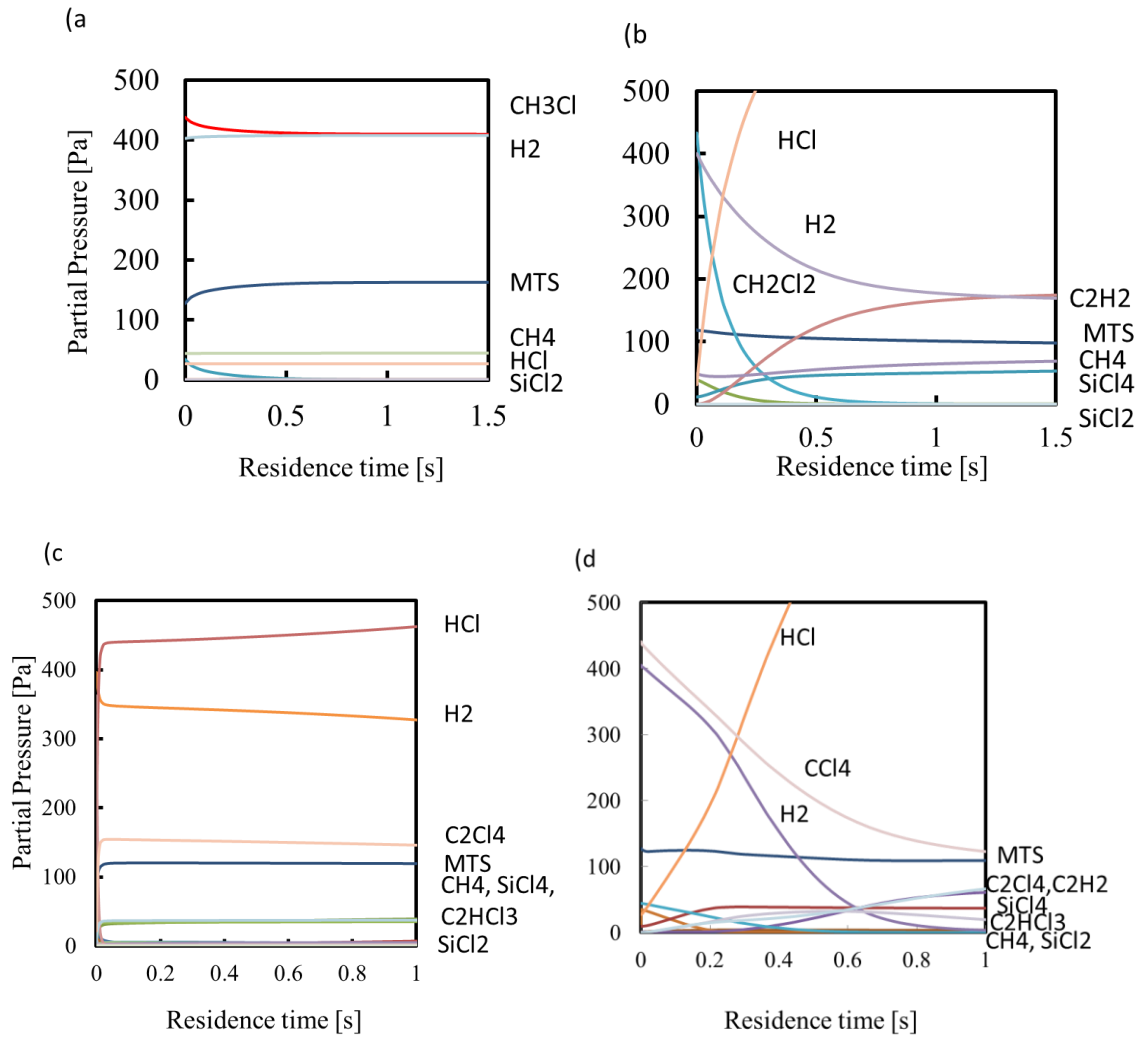 (a
500
400
300
200
100
0
Partial Pressure [Pa]
0
0.5
1
1.5
Residence time [s]
CH3Cl
H2
MTS
CH4
HCl
SiCl2
(b
500
400
300
200
100
0
0
0.5
1
1.5
Residence time [s]
HCl
H2
CH2Cl2
C2H2
MTS
CH4
SiCl4
SiCl2
(c
500
400
300
200
100
0
Partial Pressure [Pa]
0
0.2
0.4
0.6
0.8
1
Residence time [s]
HCl
H2
C2Cl4
MTS
CH4, SiCl4,
C2HCl3
SiCl2
(d
500
400
300
200
100
0
0
0.2
0.4
0.6
0.8
1
Residence time [s]
HCl
CCl4
H2
MTS
C2Cl4,C2H2
SiCl4
C2HCl3
CH4, SiCl2